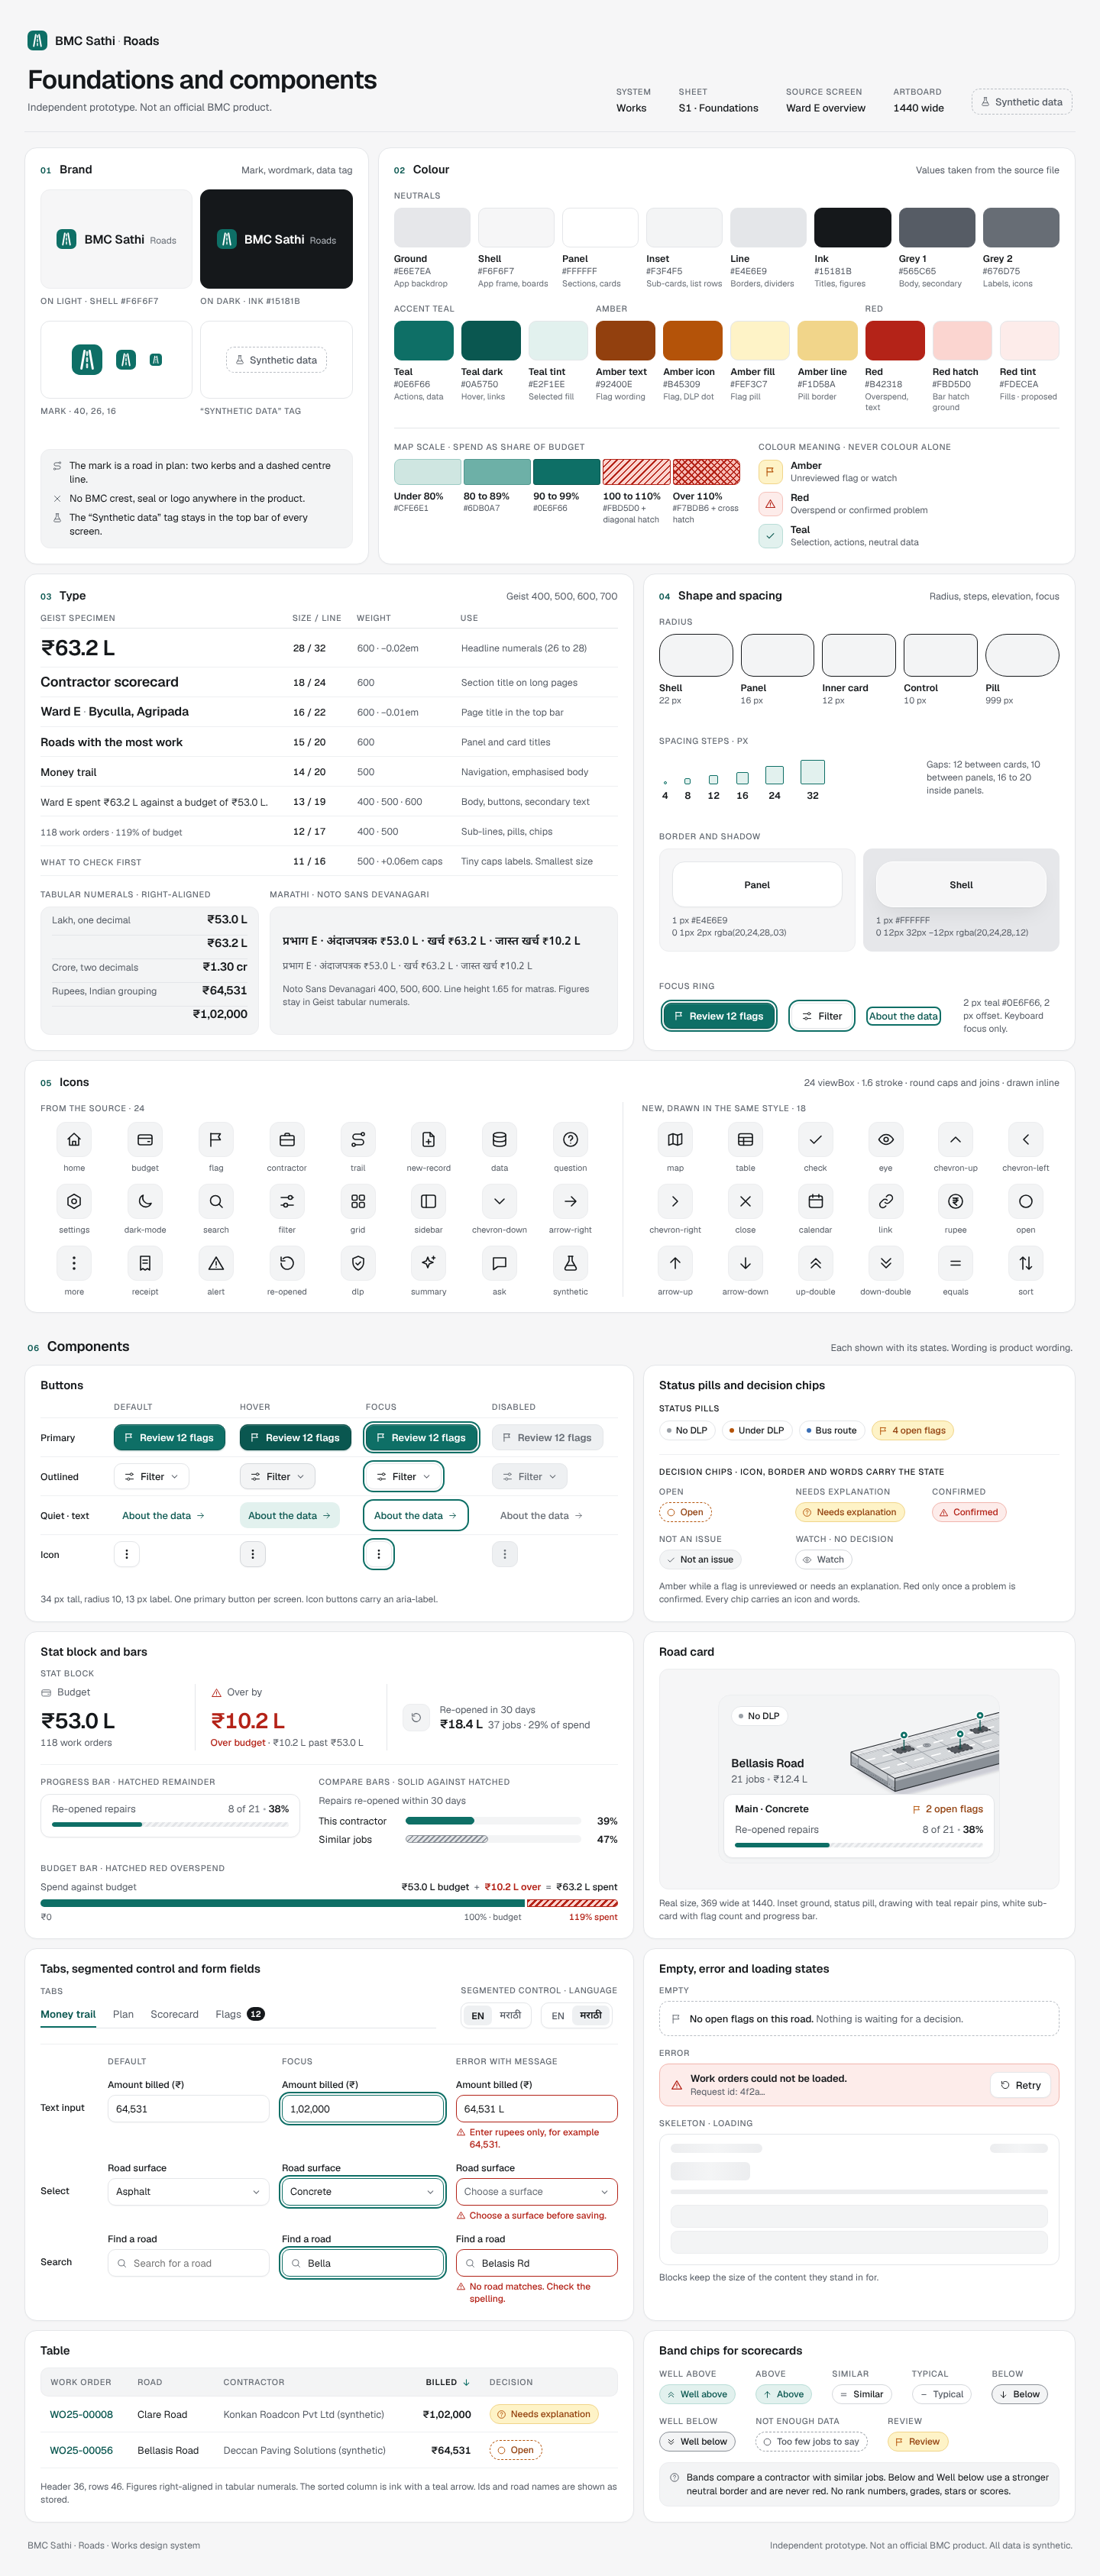 BMC Sathi · Roads
Foundations and components
Independent prototype. Not an official BMC product.
SYSTEM
Works
SHEET
S1 · Foundations
SOURCE SCREEN
Ward E overview
ARTBOARD
1440 wide
Synthetic data
01 Brand
Mark, wordmark, data tag
BMC Sathi Roads
BMC Sathi Roads
ON LIGHT · SHELL #F6F6F7
ON DARK · INK #15181B
Synthetic data
MARK · 40, 26, 16
“SYNTHETIC DATA” TAG
The mark is a road in plan: two kerbs and a dashed centre
line.
No BMC crest, seal or logo anywhere in the product.
The “Synthetic data” tag stays in the top bar of every
screen.
02 Colour
Values taken from the source file
NEUTRALS
Ground
#E6E7EA
App backdrop
Shell
#F6F6F7
App frame, boards
Panel
#FFFFFF
Sections, cards
Inset
#F3F4F5
Sub-cards, list rows
Line
#E4E6E9
Borders, dividers
Ink
#15181B
Titles, figures
Grey 1
#565C65
Body, secondary
Grey 2
#676D75
Labels, icons
ACCENT TEAL
AMBER
RED
Teal
#0E6F66
Actions, data
Teal dark
#0A5750
Hover, links
Teal tint
#E2F1EE
Selected fill
Amber text
#92400E
Flag wording
Amber icon
#B45309
Flag, DLP dot
Amber fill
#FEF3C7
Flag pill
Amber line
#F1D58A
Pill border
Red
#B42318
Overspend,
text
Red hatch
#FBD5D0
Bar hatch
ground
Red tint
#FDECEA
Fills · proposed
MAP SCALE · SPEND AS SHARE OF BUDGET
Under 80%
#CFE6E1
80 to 89%
#6DB0A7
90 to 99%
#0E6F66
100 to 110%
#FBD5D0 +
diagonal hatch
Over 110%
#F7BDB6 + cross
hatch
COLOUR MEANING · NEVER COLOUR ALONE
Amber
Unreviewed flag or watch
Red
Overspend or confirmed problem
Teal
Selection, actions, neutral data
03 Type
Geist 400, 500, 600, 700
GEIST SPECIMEN SIZE / LINE WEIGHT USE
₹63.2 L 28 / 32 600 · −0.02em Headline numerals (26 to 28)
Contractor scorecard 18 / 24 600 Section title on long pages
Ward E · Byculla, Agripada 16 / 22 600 · −0.01em Page title in the top bar
Roads with the most work 15 / 20 600 Panel and card titles
Money trail 14 / 20 500 Navigation, emphasised body
Ward E spent ₹63.2 L against a budget of ₹53.0 L. 13 / 19 400 · 500 · 600 Body, buttons, secondary text
118 work orders · 119% of budget 12 / 17 400 · 500 Sub-lines, pills, chips
WHAT TO CHECK FIRST 11 / 16 500 · +0.06em caps Tiny caps labels. Smallest size
TABULAR NUMERALS · RIGHT-ALIGNED
Lakh, one decimal ₹53.0 L
₹63.2 L
Crore, two decimals ₹1.30 cr
Rupees, Indian grouping ₹64,531
₹1,02,000
MARATHI · NOTO SANS DEVANAGARI
प्रभाग E · अंदाजपत्रक ₹53.0 L · खर्च ₹63.2 L · जास्त खर्च ₹10.2 L
प्रभाग E · अंदाजपत्रक ₹53.0 L · खर्च ₹63.2 L · जास्त खर्च ₹10.2 L
Noto Sans Devanagari 400, 500, 600. Line height 1.65 for matras. Figures
stay in Geist tabular numerals.
04 Shape and spacing
Radius, steps, elevation, focus
RADIUS
Shell
22 px
Panel
16 px
Inner card
12 px
Control
10 px
Pill
999 px
SPACING STEPS · PX
4 8 12 16 24 32
Gaps: 12 between cards, 10
between panels, 16 to 20
inside panels.
BORDER AND SHADOW
Panel
1 px #E4E6E9
0 1px 2px rgba(20,24,28,.03)
Shell
1 px #FFFFFF
0 12px 32px −12px rgba(20,24,28,.12)
FOCUS RING
Review 12 flags
Filter
About the data
2 px teal #0E6F66, 2
px offset. Keyboard
focus only.
05 Icons
24 viewBox · 1.6 stroke · round caps and joins · drawn inline
FROM THE SOURCE · 24
home budget flag contractor trail new-record data question
settings dark-mode search filter grid sidebar chevron-down arrow-right
more receipt alert re-opened dlp summary ask synthetic
NEW, DRAWN IN THE SAME STYLE · 18
map table check eye chevron-up chevron-left
chevron-right close calendar link rupee open
arrow-up arrow-down up-double down-double equals sort
06 Components
Each shown with its states. Wording is product wording.
Buttons
DEFAULT HOVER FOCUS DISABLED
Primary Review 12 flags Review 12 flags Review 12 flags Review 12 flags
Outlined Filter Filter Filter Filter
Quiet · text About the data → About the data → About the data → About the data →
Icon
34 px tall, radius 10, 13 px label. One primary button per screen. Icon buttons carry an aria-label.
Status pills and decision chips
STATUS PILLS
No DLP Under DLP Bus route 4 open flags
DECISION CHIPS · ICON, BORDER AND WORDS CARRY THE STATE
OPEN
Open
NEEDS EXPLANATION
Needs explanation
CONFIRMED
Confirmed
NOT AN ISSUE
Not an issue
WATCH · NO DECISION
Watch
Amber while a flag is unreviewed or needs an explanation. Red only once a problem is
confirmed. Every chip carries an icon and words.
Stat block and bars
STAT BLOCK
Budget
₹53.0 L
118 work orders
Over by
₹10.2 L
Over budget · ₹10.2 L past ₹53.0 L
Re-opened in 30 days
₹18.4 L 37 jobs · 29% of spend
PROGRESS BAR · HATCHED REMAINDER
Re-opened repairs 8 of 21 · 38%
COMPARE BARS · SOLID AGAINST HATCHED
Repairs re-opened within 30 days
This contractor 39%
Similar jobs 47%
BUDGET BAR · HATCHED RED OVERSPEND
Spend against budget ₹53.0 L budget + ₹10.2 L over = ₹63.2 L spent
₹0 100% · budget 119% spent
Road card
No DLP
Bellasis Road
21 jobs · ₹12.4 L
Main · Concrete 2 open flags
Re-opened repairs 8 of 21 · 38%
Real size, 369 wide at 1440. Inset ground, status pill, drawing with teal repair pins, white sub-
card with flag count and progress bar.
Tabs, segmented control and form fields
TABS
Money trail Plan Scorecard Flags 12
SEGMENTED CONTROL · LANGUAGE
EN मराठी EN मराठी
DEFAULT FOCUS ERROR WITH MESSAGE
Amount billed (₹) Amount billed (₹) Amount billed (₹)
Text input 64,531 1,02,000 64,531 L
Enter rupees only, for example
64,531.
Road surface Road surface Road surface
Select Asphalt Concrete Choose a surface
Choose a surface before saving.
Find a road Find a road Find a road
Search Search for a road Bella Belasis Rd
No road matches. Check the
spelling.
Empty, error and loading states
EMPTY
No open flags on this road. Nothing is waiting for a decision.
ERROR
Work orders could not be loaded.
Request id: 4f2a…
Retry
SKELETON · LOADING
Blocks keep the size of the content they stand in for.
Table
WORK ORDER ROAD CONTRACTOR BILLED ↓ DECISION
WO25-00008 Clare Road Konkan Roadcon Pvt Ltd (synthetic) ₹1,02,000 Needs explanation
WO25-00056 Bellasis Road Deccan Paving Solutions (synthetic) ₹64,531 Open
Header 36, rows 46. Figures right-aligned in tabular numerals. The sorted column is ink with a teal arrow. Ids and road names are shown as
stored.
Band chips for scorecards
WELL ABOVE
Well above
ABOVE
Above
SIMILAR
Similar
TYPICAL
Typical
BELOW
Below
WELL BELOW
Well below
NOT ENOUGH DATA
Too few jobs to say
REVIEW
Review
Bands compare a contractor with similar jobs. Below and Well below use a stronger
neutral border and are never red. No rank numbers, grades, stars or scores.
BMC Sathi · Roads · Works design system
Independent prototype. Not an official BMC product. All data is synthetic.